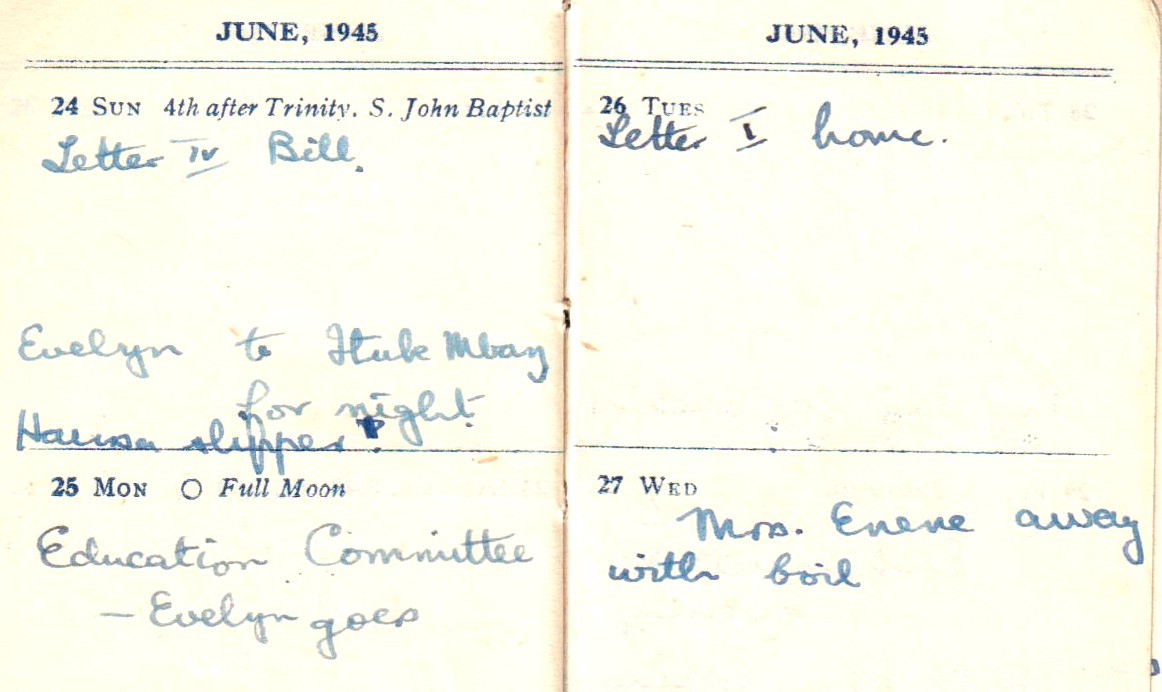 JUNE, 1945
24 SUN 4th after Trinity. S. John Baptist
Letter IV Bill.
Evelyn to Ituk Mbang
for night
Hausa slipper
25 MON Full Moon
Education Committee
— Evelyn goes
JUNE, 1945
26 TUES
Letter I home.
27 WED
Mrs. Enene away
with boil